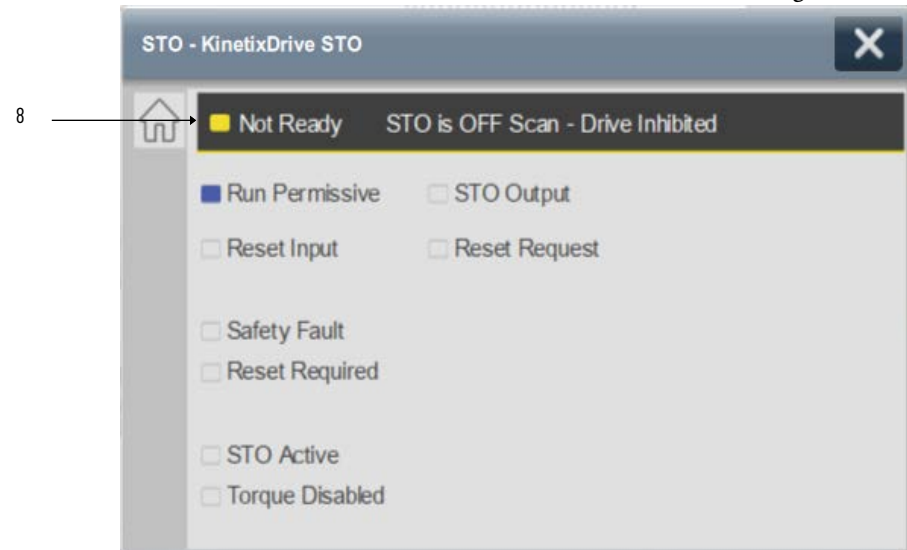 STO - KinetixDrive STO
8
Not Ready STO is OFF Scan - Drive Inhibited
Run Permissive STO Output
Reset Input Reset Request
Safety Fault
Reset Required
STO Active
Torque Disabled